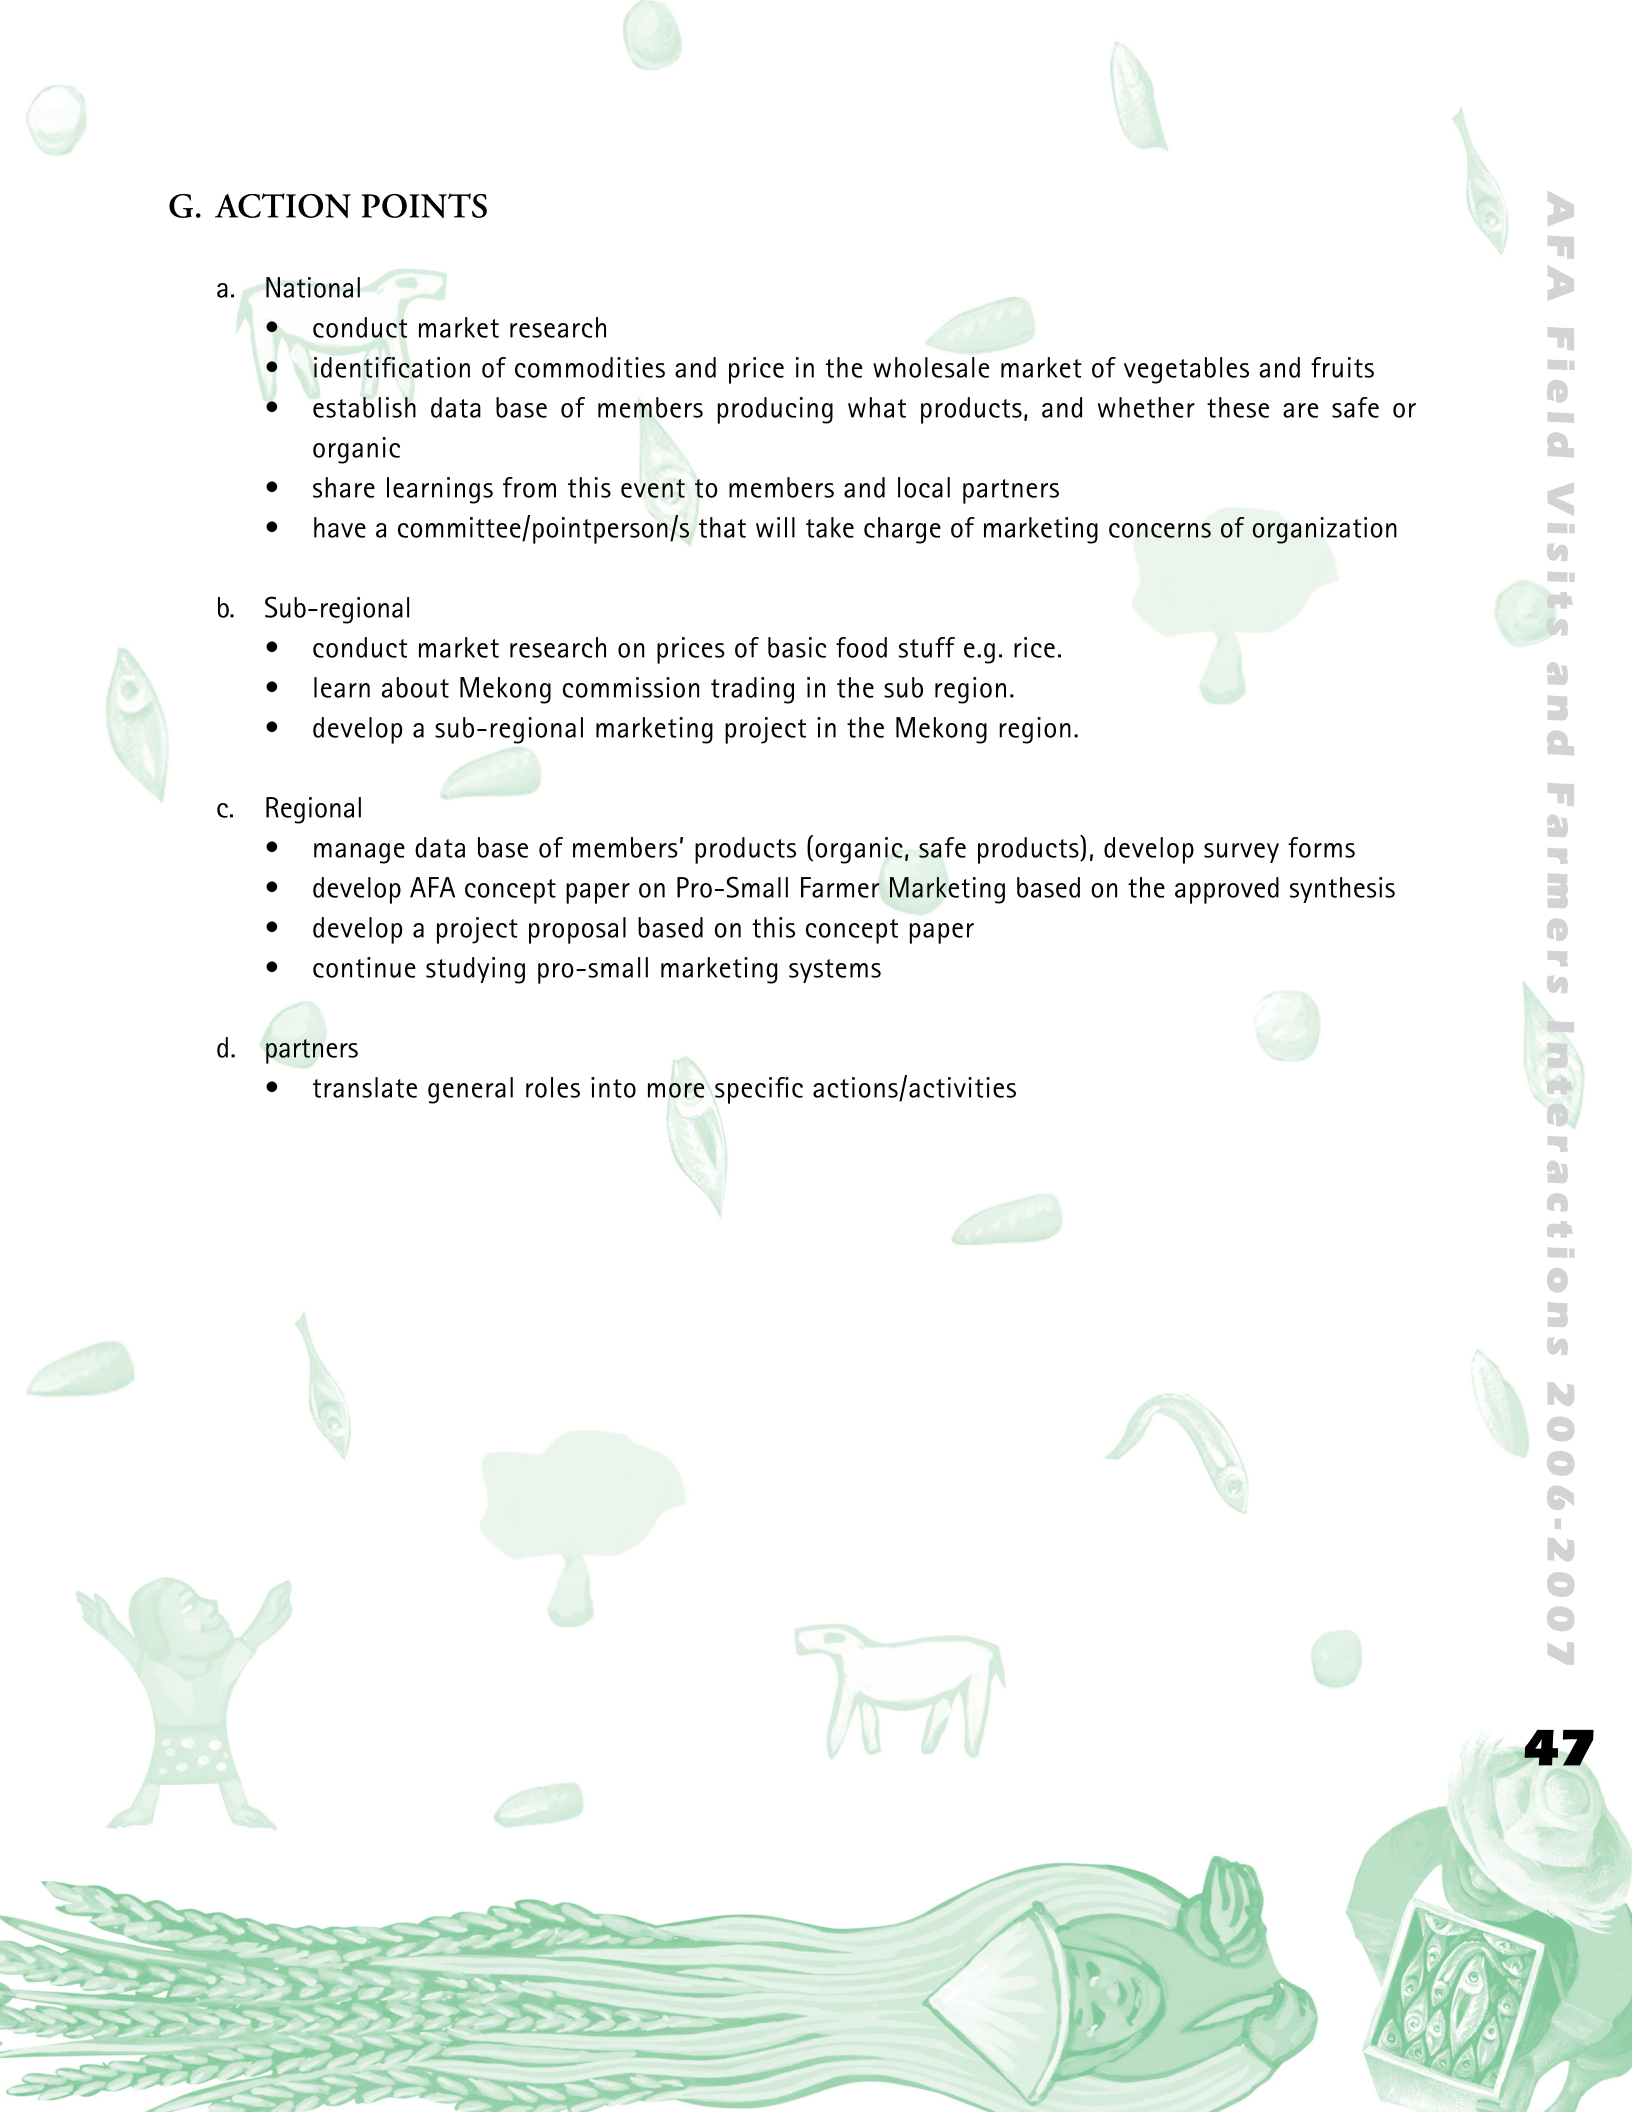 G. ACTION POINTS
a. National
• conduct market research
• identification of commodities and price in the wholesale market of vegetables and fruits
• establish data base of members producing what products, and whether these are safe or
organic
• share learnings from this event to members and local partners
• have a committee/pointperson/s that will take charge of marketing concerns of organization
b. Sub-regional
• conduct market research on prices of basic food stuff e.g. rice.
• learn about Mekong commission trading in the sub region.
• develop a sub-regional marketing project in the Mekong region.
c. Regional
• manage data base of members’ products (organic, safe products), develop survey forms
• develop AFA concept paper on Pro-Small Farmer Marketing based on the approved synthesis
• develop a project proposal based on this concept paper
• continue studying pro-small marketing systems
d. partners
• translate general roles into more specific actions/activities
AFA Field Visits and Farmers Interactions 2006-2007
47